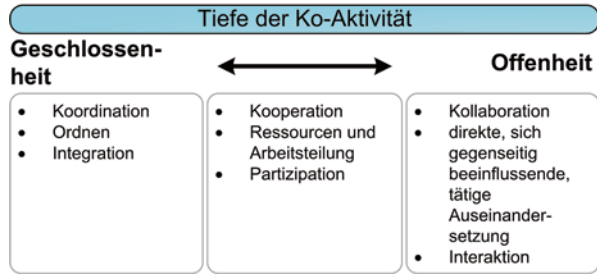 Tiefe der Ko-Aktivität
Geschlossen-
heit
Offenheit
• Koordination
• Ordnen
• Integration
• Kooperation
• Ressourcen und
Arbeitsteilung
• Partizipation
• Kollaboration
• direkte, sich
gegenseitig
beeinflussende,
tätige
Auseinander-
setzung
• Interaktion